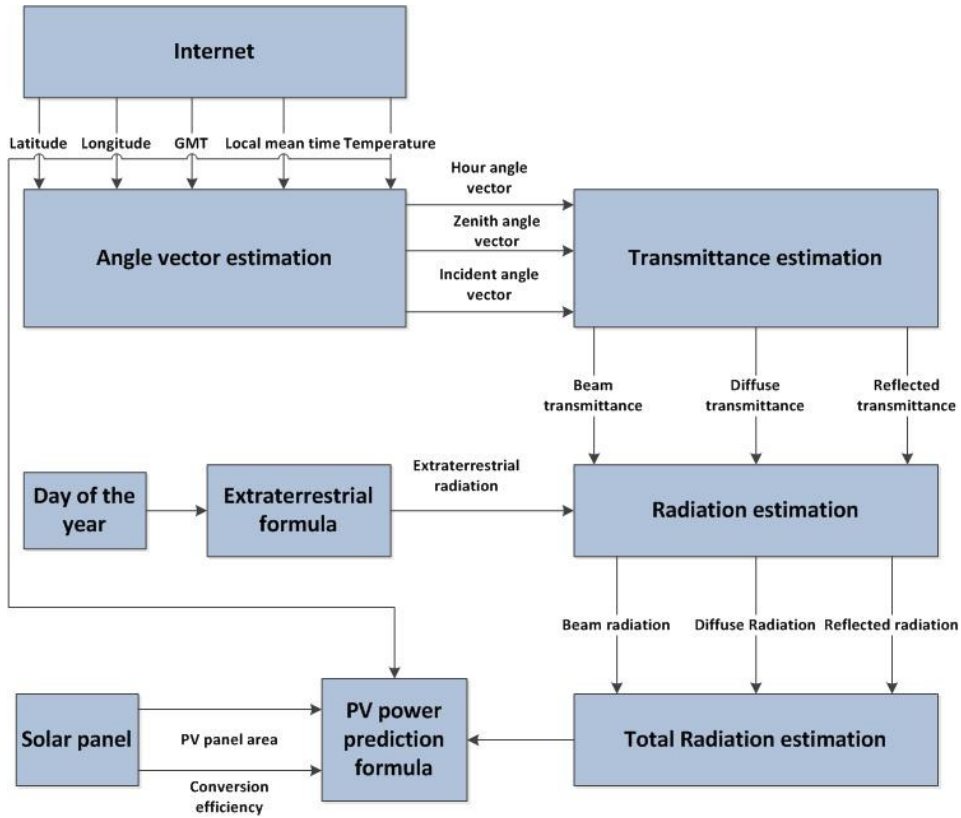 Internet
Latitude
Longitude
GMT
Local mean time
Temperature
Hour angle
vector
Zenith angle
vector
Incident angle
vector
Angle vector estimation
Transmittance estimation
Beam
transmittance
Diffuse
transmittance
Reflected
transmittance
Day of the
year
Extraterrestrial
formula
Extraterrestrial
radiation
Radiation estimation
Beam radiation
Diffuse Radiation
Reflected radiation
Solar panel
PV panel area
Conversion
efficiency
PV power
prediction
formula
Total Radiation estimation